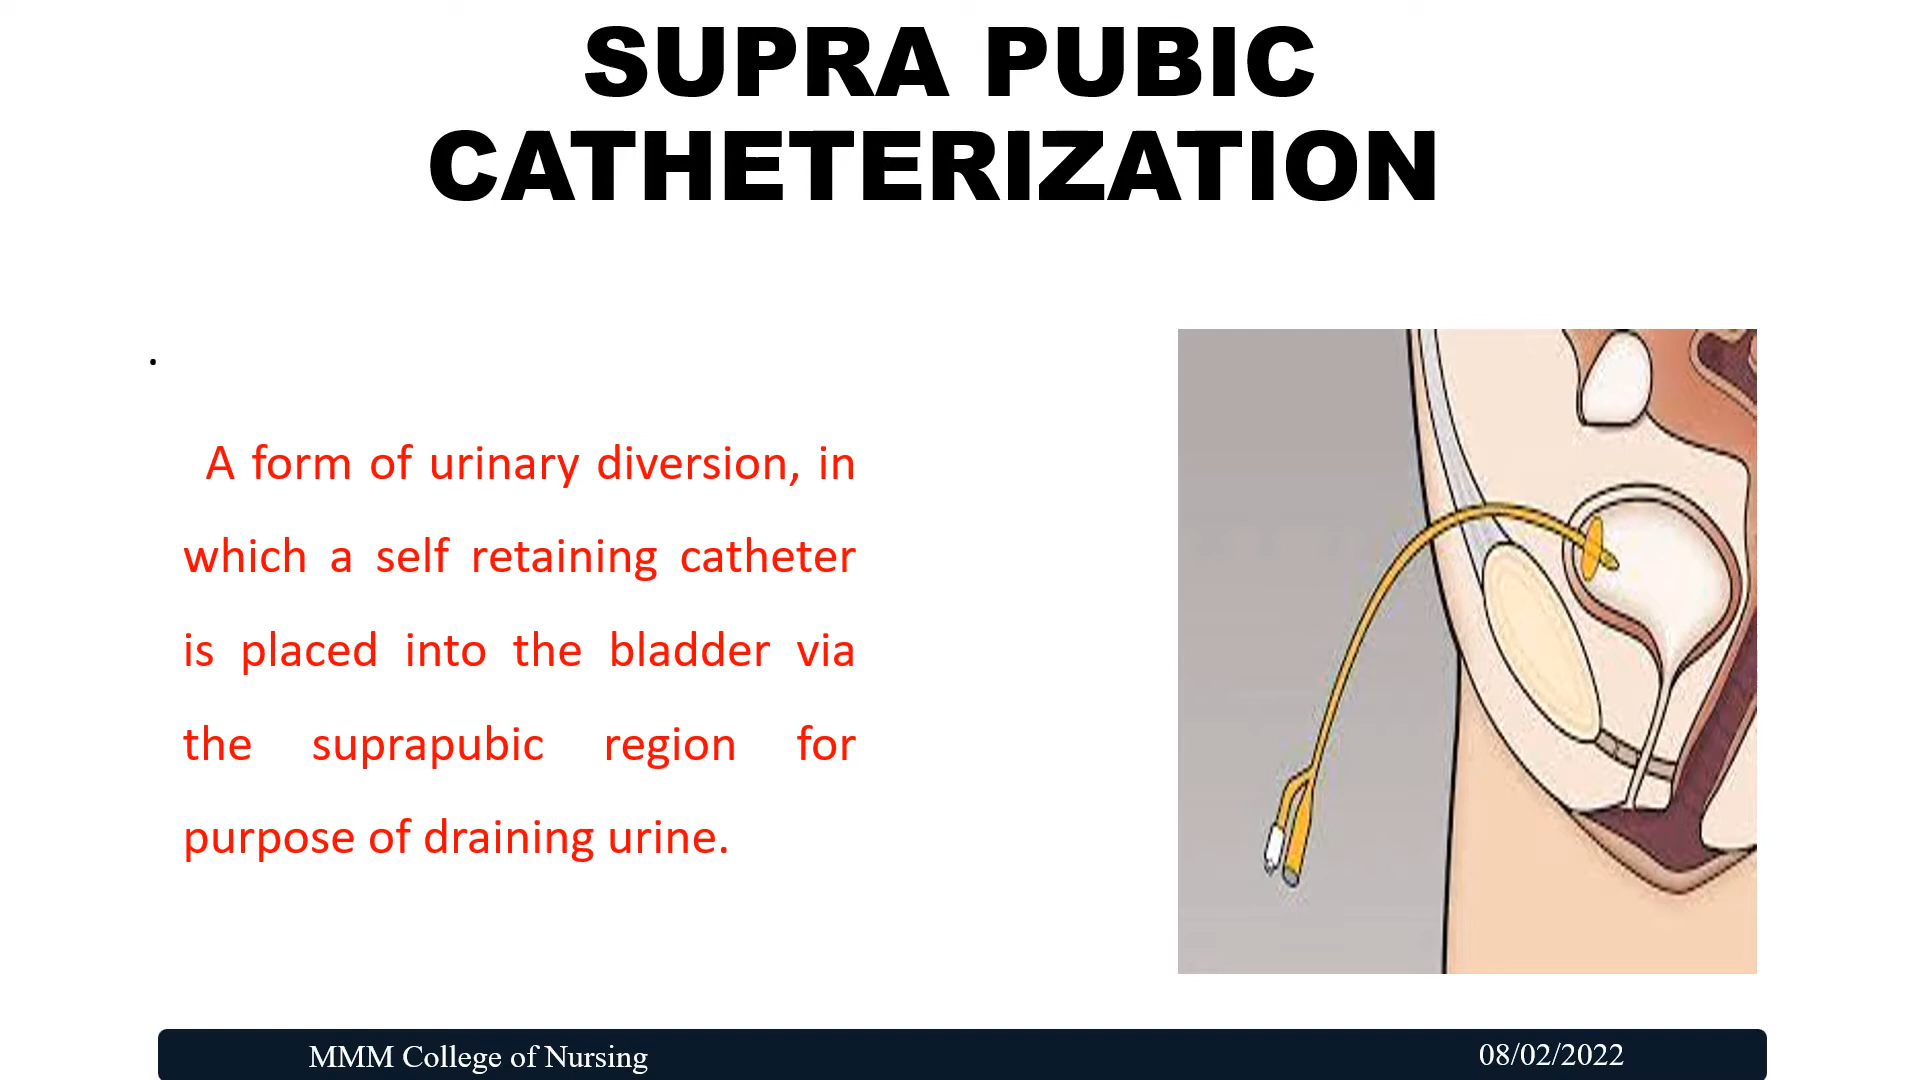 SUPRA PUBIC
CATHETERIZATION
.
A form of urinary diversion, in
which a self retaining catheter
is placed into the bladder via
the suprapubic region for
purpose of draining urine.
MMM College of Nursing
08/02/2022